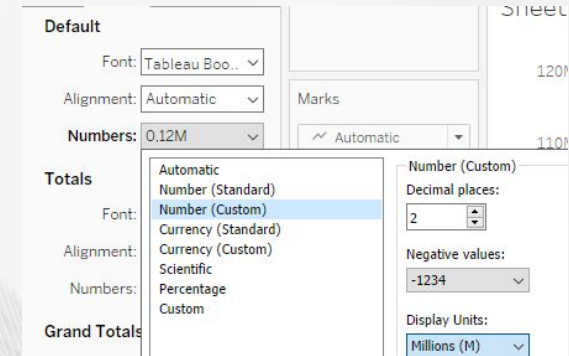 Default
Font: Tableau Boo..
Alignment: Automatic
Numbers: 0,12M
Totals
Font:
Alignment:
Numbers:
Grand Totals
Marks
Automatic
Sheet
120M
110M
Automatic
Number (Standard)
Number (Custom)
Currency (Standard)
Currency (Custom)
Scientific
Percentage
Custom
Number (Custom)
Decimal places:
2
Negative values:
-1234
Display Units:
Millions (M)